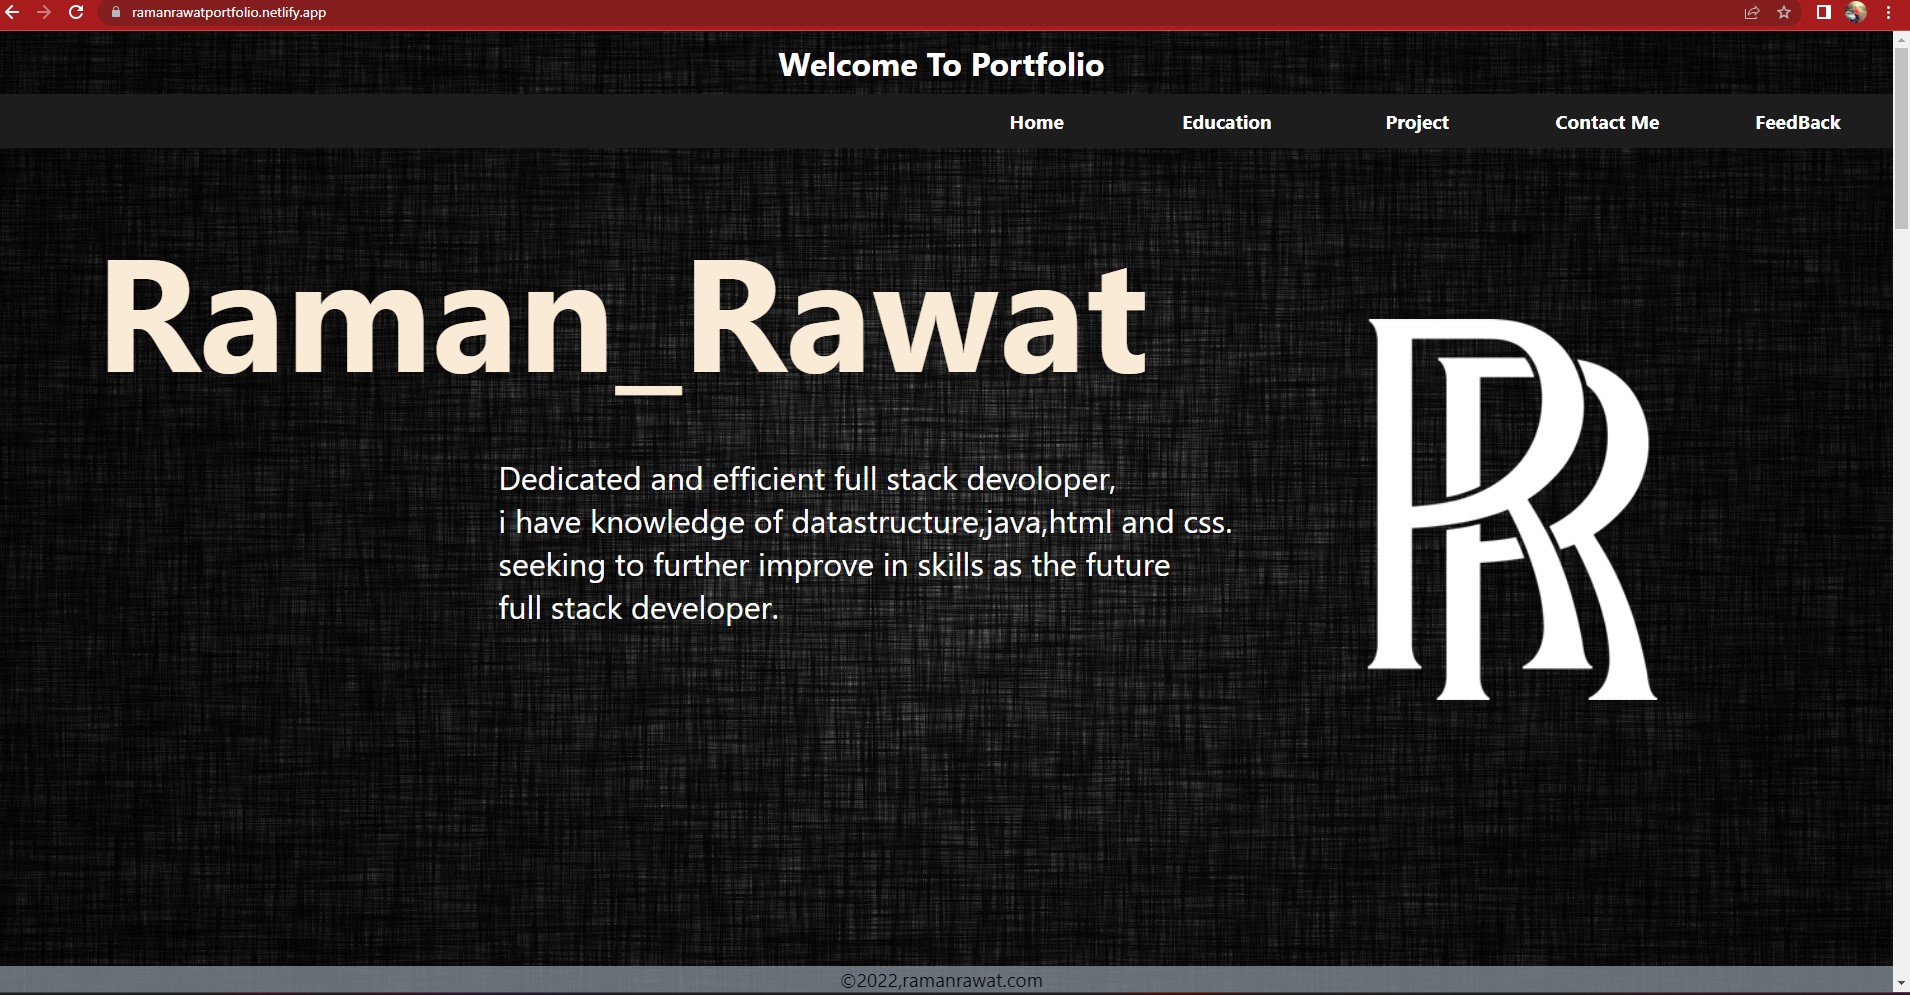 ramanrawatportfolio.netlify.app
Welcome To Portfolio
Home Education Project Contact Me FeedBack
Raman_Rawat
RR
Dedicated and efficient full stack devoloper,
i have knowledge of datastructure,java,html and css.
seeking to further improve in skills as the future
full stack developer.
©2022,ramanrawat.com